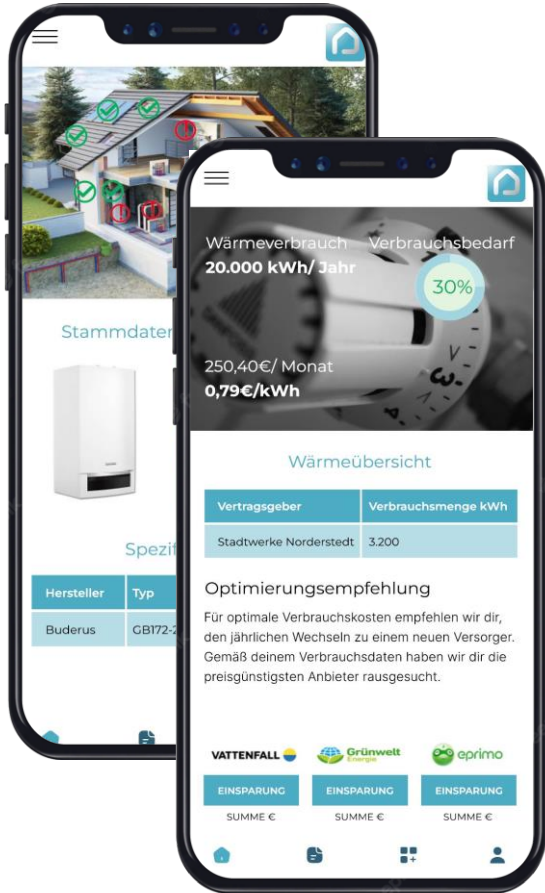 Stammdaten
Spezif
Hersteller Typ
Buderus GB172-2
Wärmeverbrauch Verbrauchsbedarf
20.000 kWh/ Jahr
30%
250,40€/ Monat
0,79€/kWh
Wärmeübersicht
Vertragsgeber Verbrauchsmenge kWh
Stadtwerke Norderstedt 3.200
Optimierungsempfehlung
Für optimale Verbrauchskosten empfehlen wir dir,
den jährlichen Wechseln zu einem neuen Versorger.
Gemäß deinem Verbrauchsdaten haben wir dir die
preisgünstigsten Anbieter rausgesucht.
VATTENFALL Grünwelt Energie eprimo
EINSPARUNG EINSPARUNG EINSPARUNG
SUMME € SUMME € SUMME €